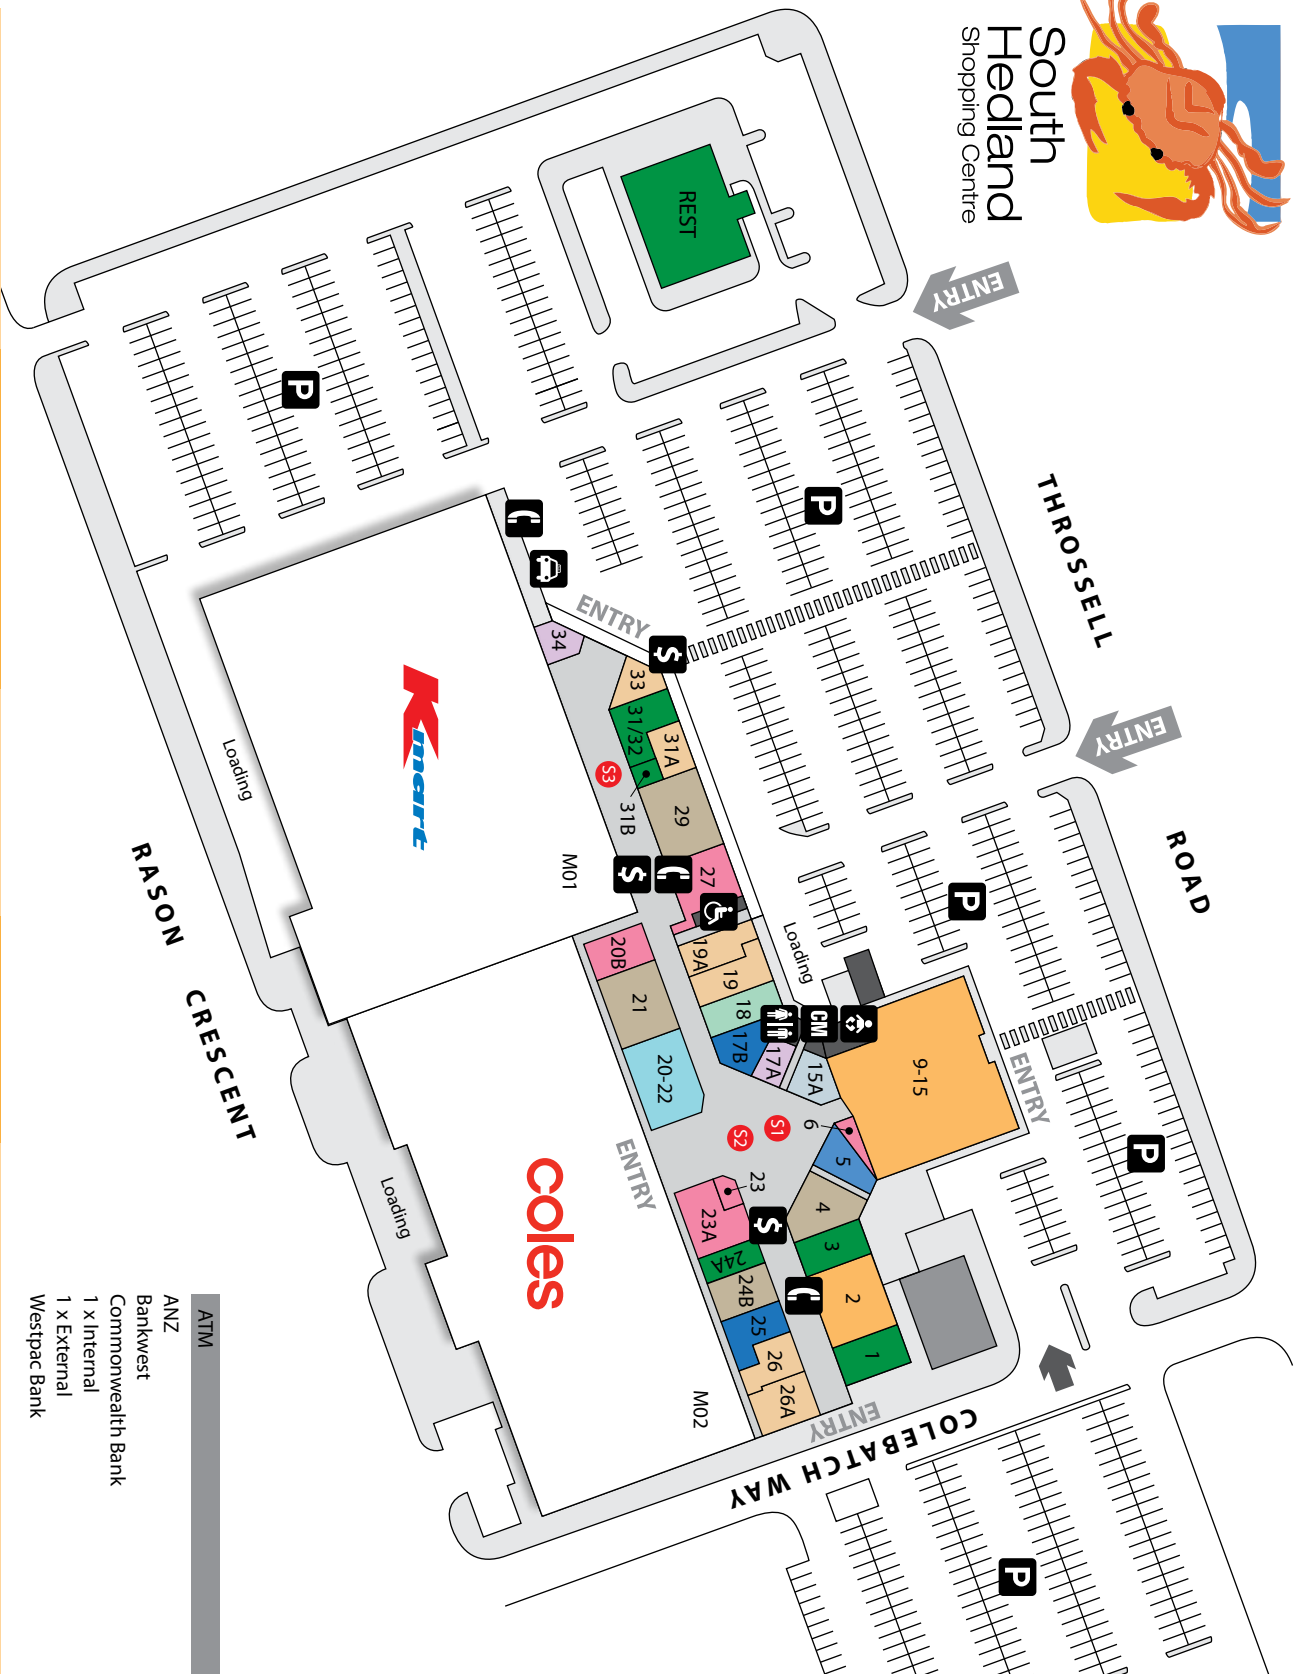 South
Hedland
Shopping Centre
REST
ENTRY
THROSSELL
ROAD
ENTRY
P
P
P
P
P
ENTRY
$
34
33
31/32
31A
31B
S3
29
27
$
M01
Kmart
Loading
RASON
CRESCENT
Loading
20B
21
20-22
19A
19
18
17B
17A
15A
CM
Loading
9-15
ENTRY
6
5
S1
S2
4
3
2
1
ENTRY
23
23A
$
24A
24B
25
26
26A
M02
coles
ENTRY
COLEBATCH WAY
ATM
ANZ
Bankwest
Commonwealth Bank
1 x Internal
1 x External
Westpac Bank